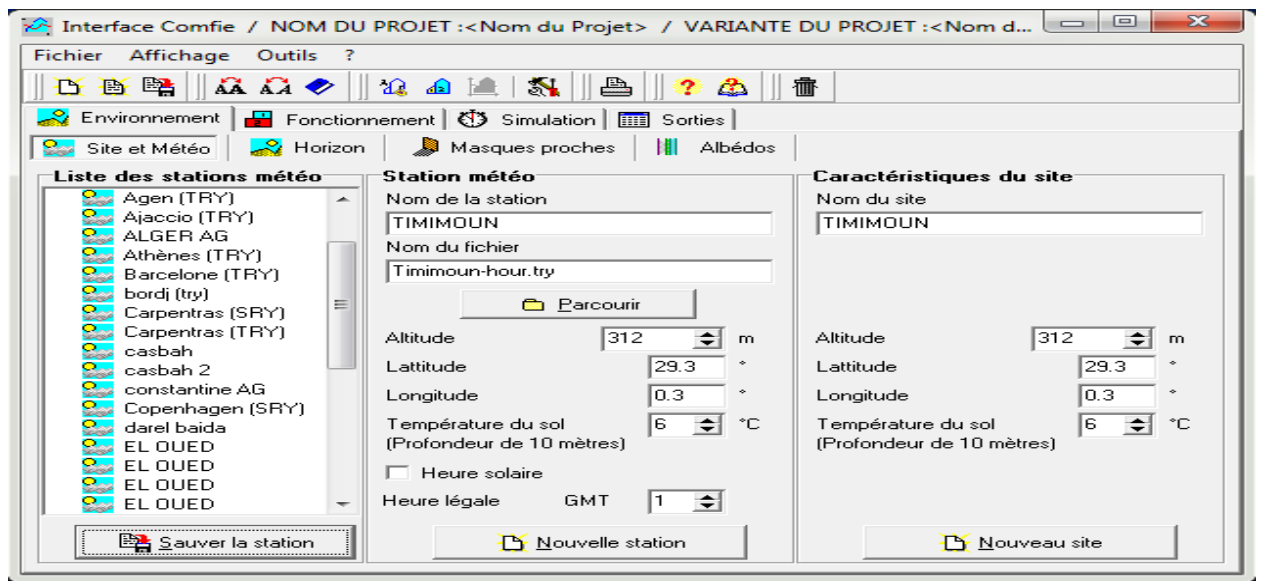 Interface Comfie / NOM DU PROJET :<Nom du Projet> / VARIANTE DU PROJET :<Nom d...
Fichier Affichage Outils ?
Environnement Fonctionnement Simulation Sorties
Site et Météo Horizon Masques proches Albédos
Liste des stations météo
Agen (TRY)
Ajaccio (TRY)
ALGER AG
Athènes (TRY)
Barcelone (TRY)
bordj (try)
Carpentras (SRY)
Carpentras (TRY)
casbah
casbah 2
constantine AG
Copenhagen (SRY)
darel baida
EL OUED
EL OUED
EL OUED
EL OUED
Sauver la station
Station météo
Nom de la station
TIMIMOUN
Nom du fichier
Timimoun-hour.try
Parcourir
Altitude 312 m
Lattitude 29.3 °
Longitude 0.3 °
Température du sol 6 °C
(Profondeur de 10 mètres)
Heure solaire
Heure légale GMT 1
Nouvelle station
Caractéristiques du site
Nom du site
TIMIMOUN
Altitude 312 m
Lattitude 29.3 °
Longitude 0.3 °
Température du sol 6 °C
(Profondeur de 10 mètres)
Nouveau site